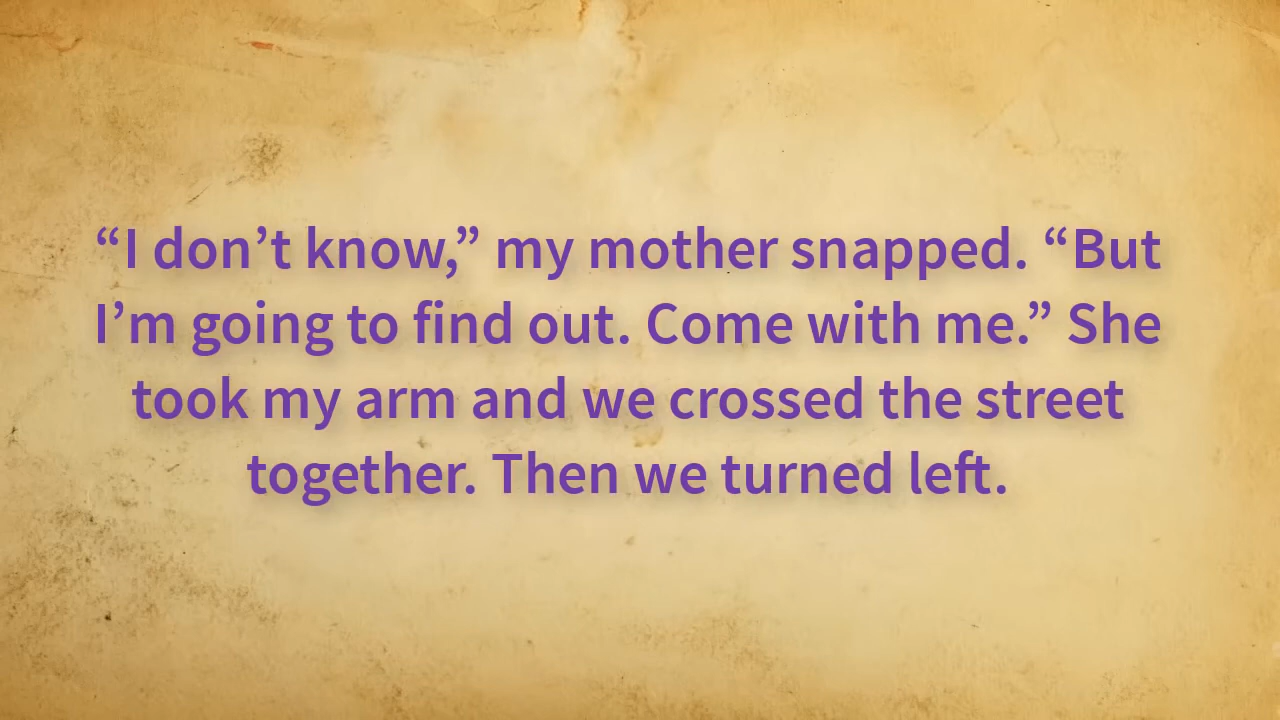 “I don’t know,” my mother snapped. “But
I’m going to find out. Come with me.” She
took my arm and we crossed the street
together. Then we turned left.